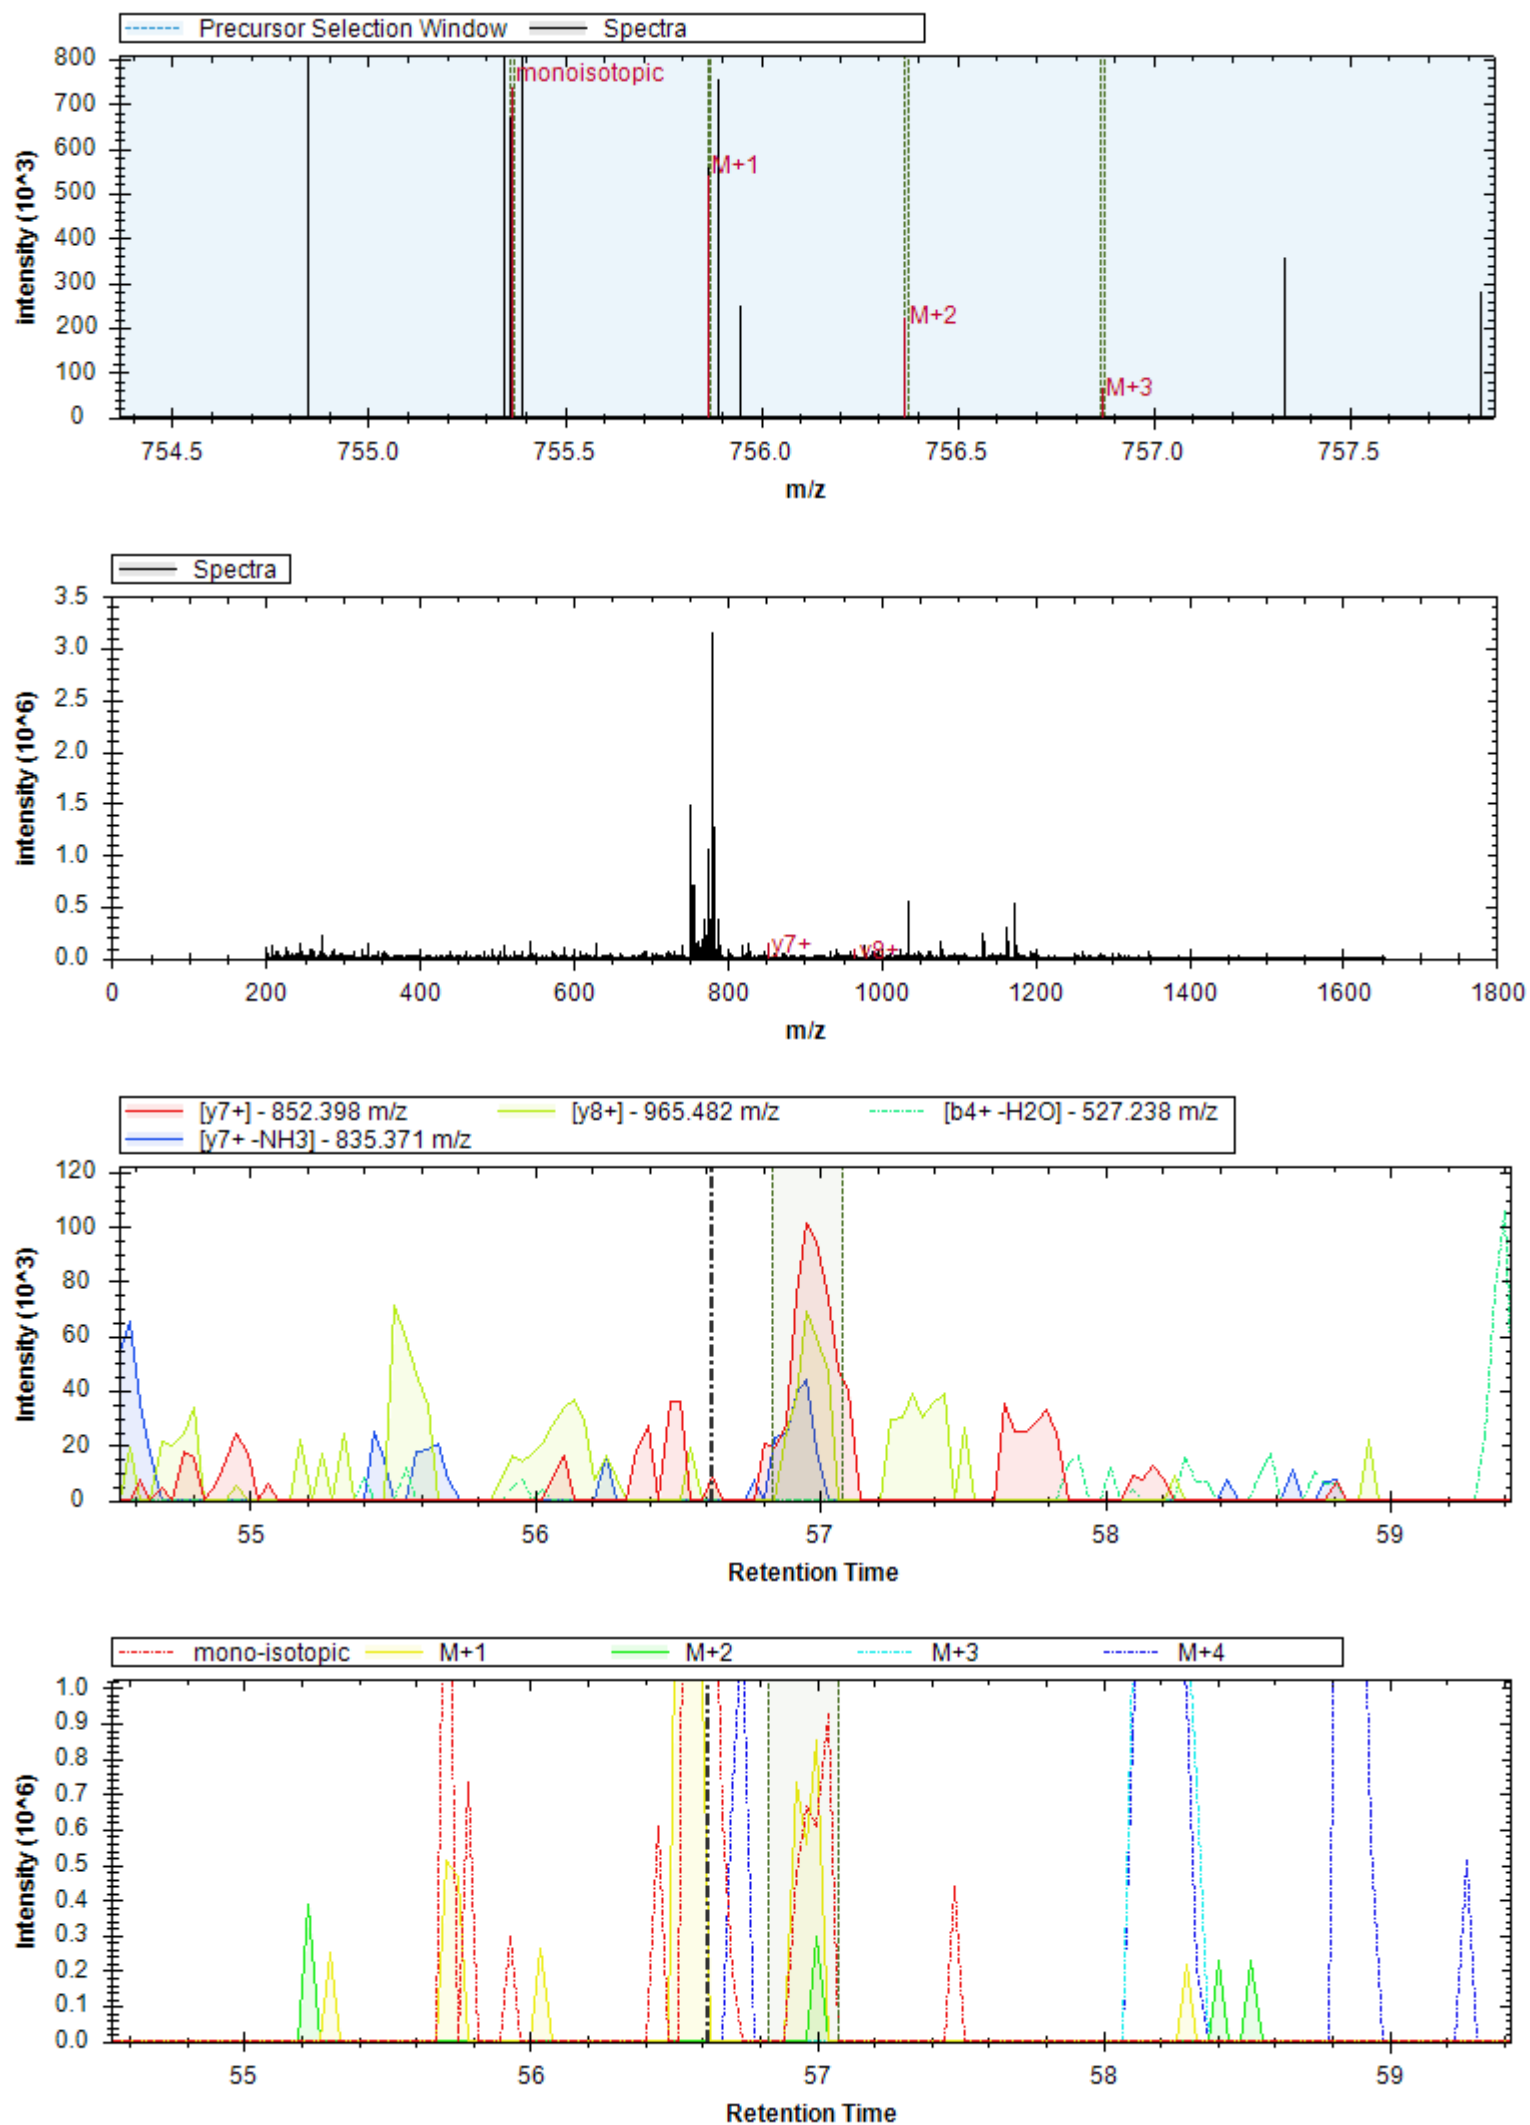 Precursor Selection Window Spectra
800
700
600
500
400
300
200
100
0
intensity (10^3)
monoisotopic
M+1
M+2
M+3
754.5 755.0 755.5 756.0 756.5 757.0 757.5
m/z
Spectra
3.5
3.0
2.5
2.0
1.5
1.0
0.5
0.0
intensity (10^6)
y7+ y8+
0 200 400 600 800 1000 1200 1400 1600 1800
m/z
[y7+] - 852.398 m/z [y8+] - 965.482 m/z [b4+ -H2O] - 527.238 m/z
[y7+ -NH3] - 835.371 m/z
120
100
80
60
40
20
0
Intensity (10^3)
55 56 57 58 59
Retention Time
mono-isotopic M+1 M+2 M+3 M+4
1.0
0.9
0.8
0.7
0.6
0.5
0.4
0.3
0.2
0.1
0.0
Intensity (10^6)
55 56 57 58 59
Retention Time